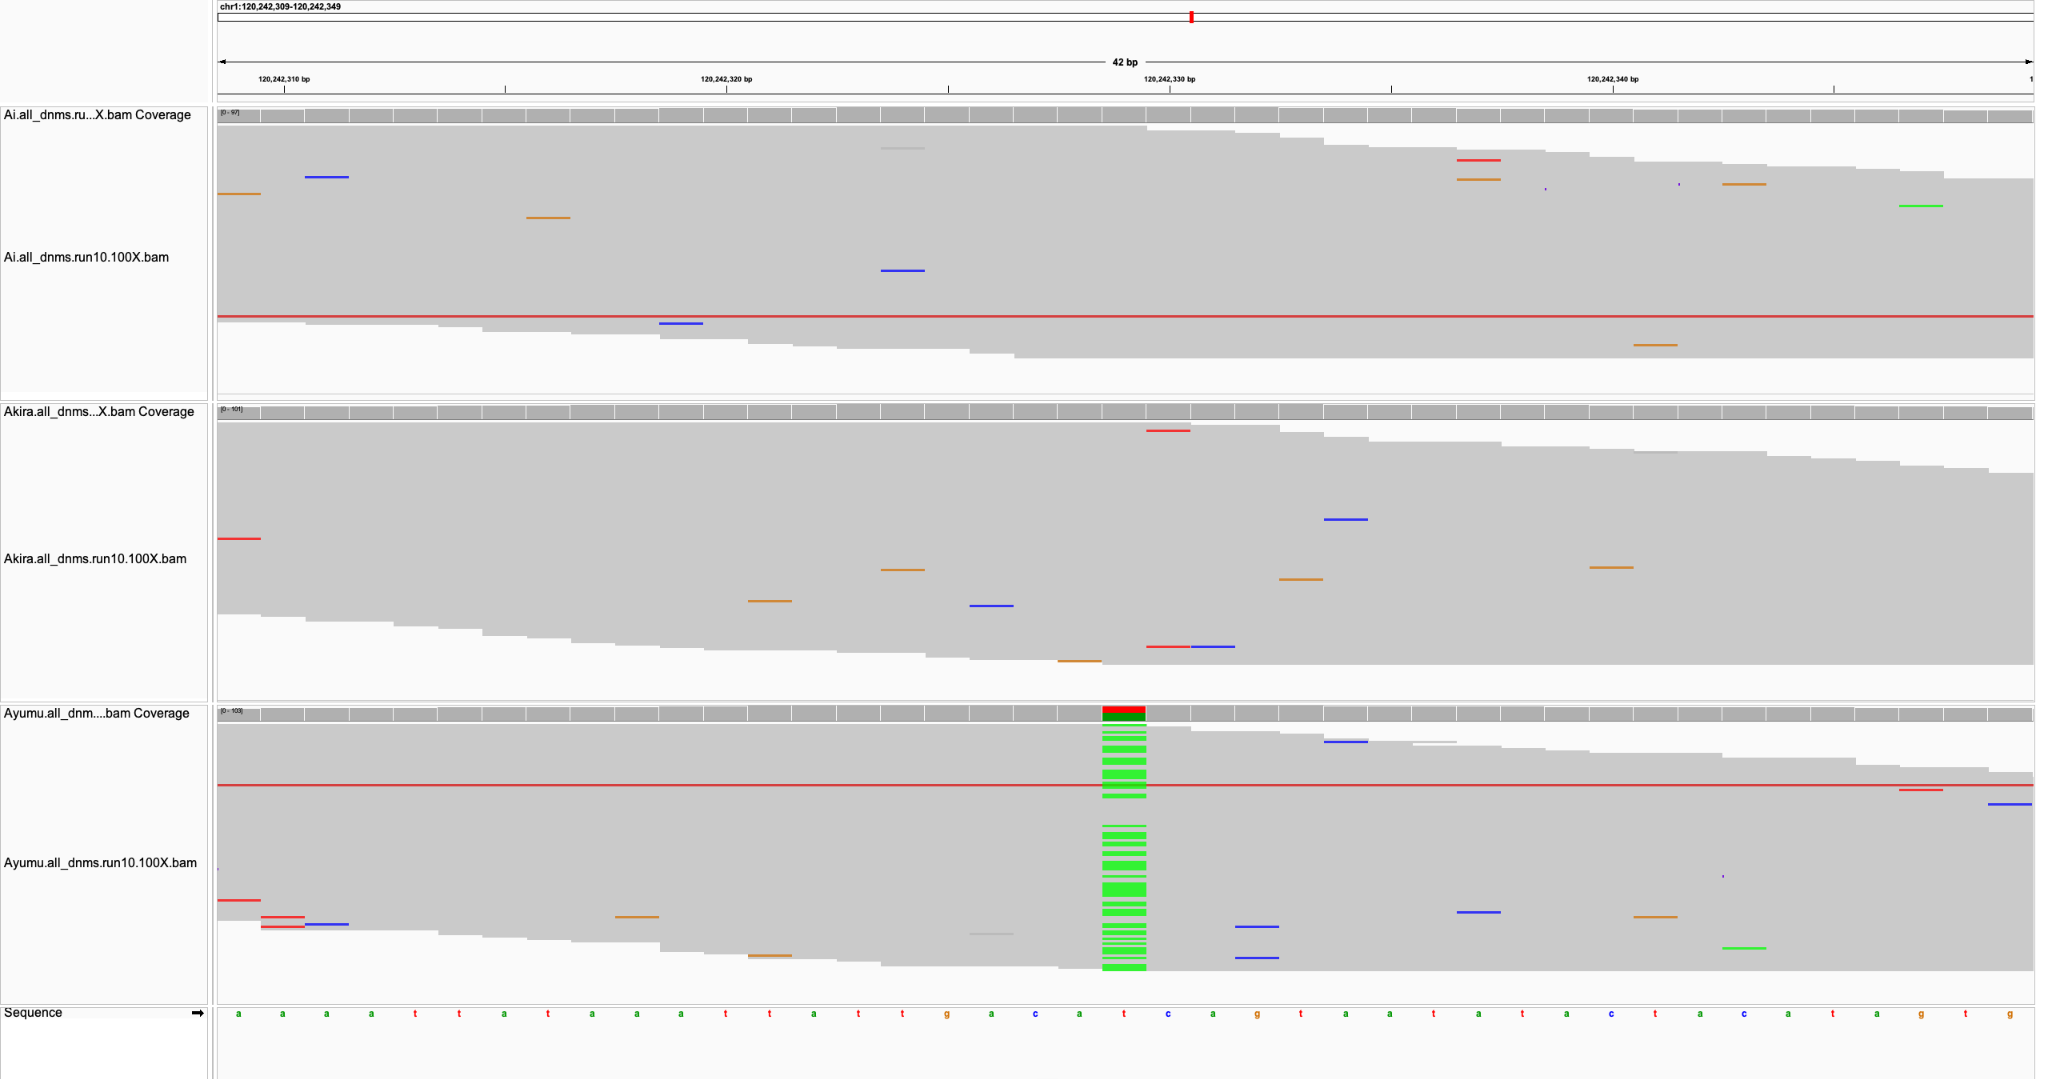 chr1:120,242,309-120,242,349
42 bp
120,242,310 bp 120,242,320 bp 120,242,330 bp 120,242,340 bp 1
Ai.all_dnms.ru...X.bam Coverage
[0 - 97]
Ai.all_dnms.run10.100X.bam
Akira.all_dnms...X.bam Coverage
[0 - 101]
Akira.all_dnms.run10.100X.bam
Ayumu.all_dnm....bam Coverage
[0 - 103]
Ayumu.all_dnms.run10.100X.bam
Sequence
a a a a t t a t a a a t t a t t g a c a t c a g t a a t a t a c t a c a t a g t g